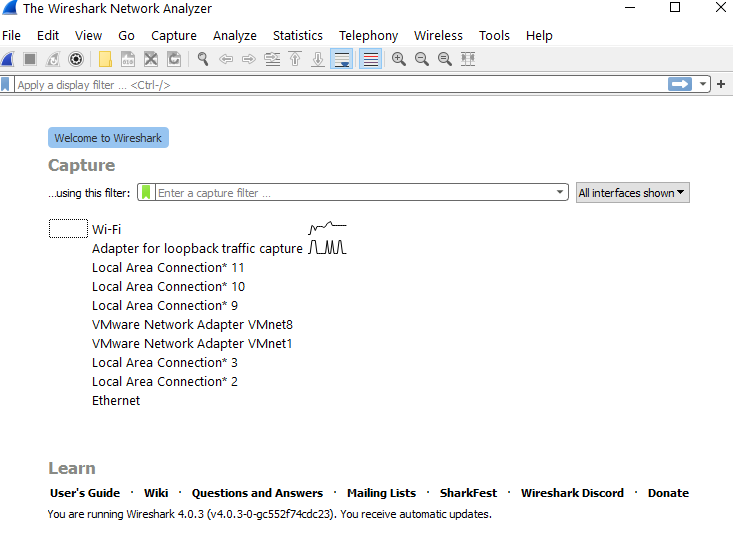 The Wireshark Network Analyzer
File Edit View Go Capture Analyze Statistics Telephony Wireless Tools Help
Apply a display filter ... <Ctrl-/>
Welcome to Wireshark
Capture
...using this filter: Enter a capture filter ... All interfaces shown
Wi-Fi
Adapter for loopback traffic capture
Local Area Connection* 11
Local Area Connection* 10
Local Area Connection* 9
VMware Network Adapter VMnet8
VMware Network Adapter VMnet1
Local Area Connection* 3
Local Area Connection* 2
Ethernet
Learn
User's Guide · Wiki · Questions and Answers · Mailing Lists · SharkFest · Wireshark Discord · Donate
You are running Wireshark 4.0.3 (v4.0.3-0-gc552f74cdc23). You receive automatic updates.